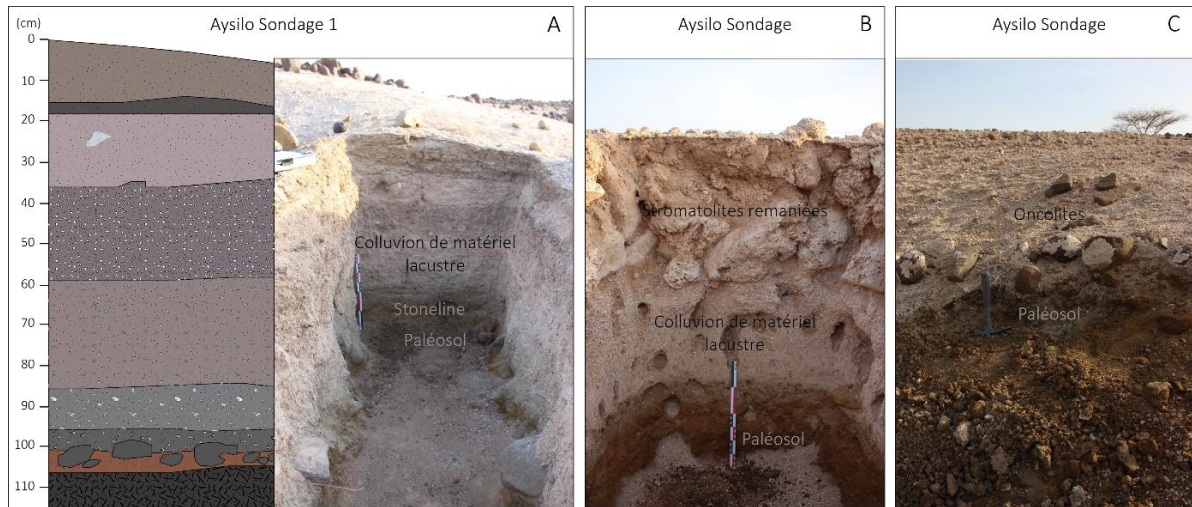 Aysilo Sondage 1
A
(cm)
0
10
20
30
40
50
60
70
80
90
100
110
Colluvion de matériel
lacustre
Stoneline
Paléosol
Aysilo Sondage
B
Stromatolites remaniées
Colluvion de matériel
lacustre
Paléosol
Aysilo Sondage
C
Oncolites
Paléosol